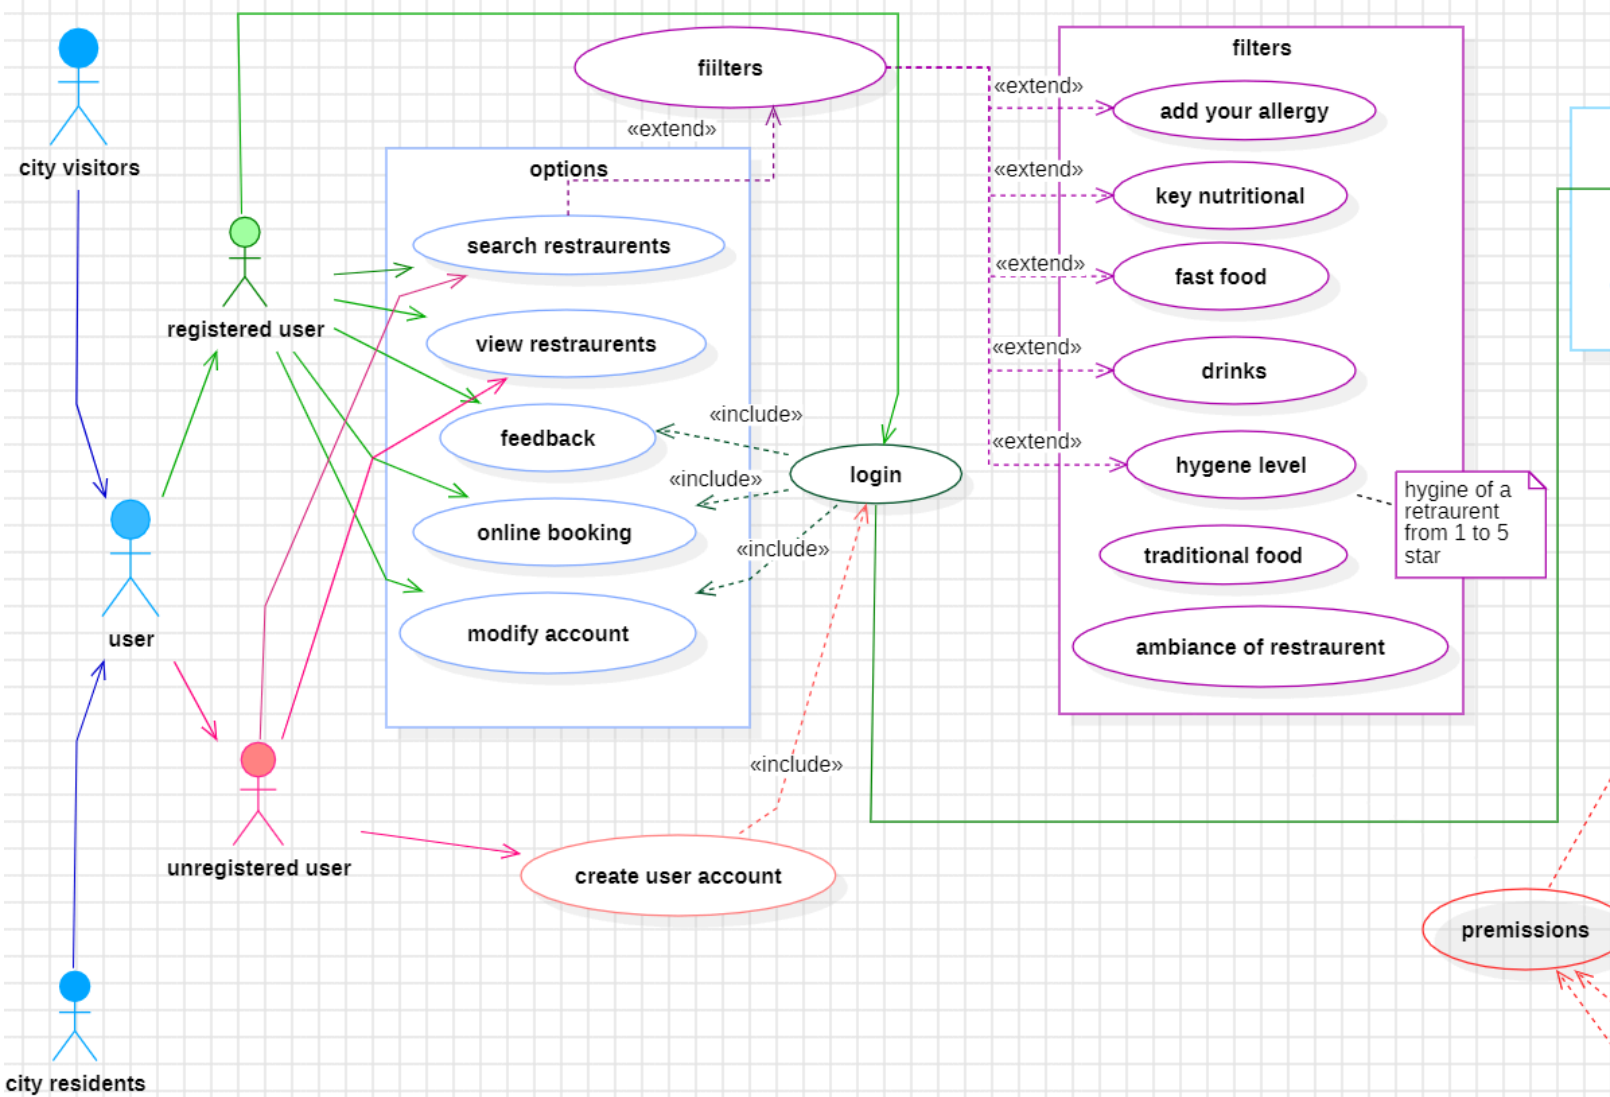 fiilters
filters
«extend»
add your allergy
«extend»
options
city visitors
«extend»
key nutritional
search restraurents
«extend»
fast food
registered user
view restraurents
«extend»
drinks
«include»
feedback
«extend»
hygene level
login
«include»
hygine of a
retraurent
from 1 to 5
star
online booking
«include»
traditional food
user
modify account
ambiance of restraurent
«include»
unregistered user
create user account
premissions
city residents